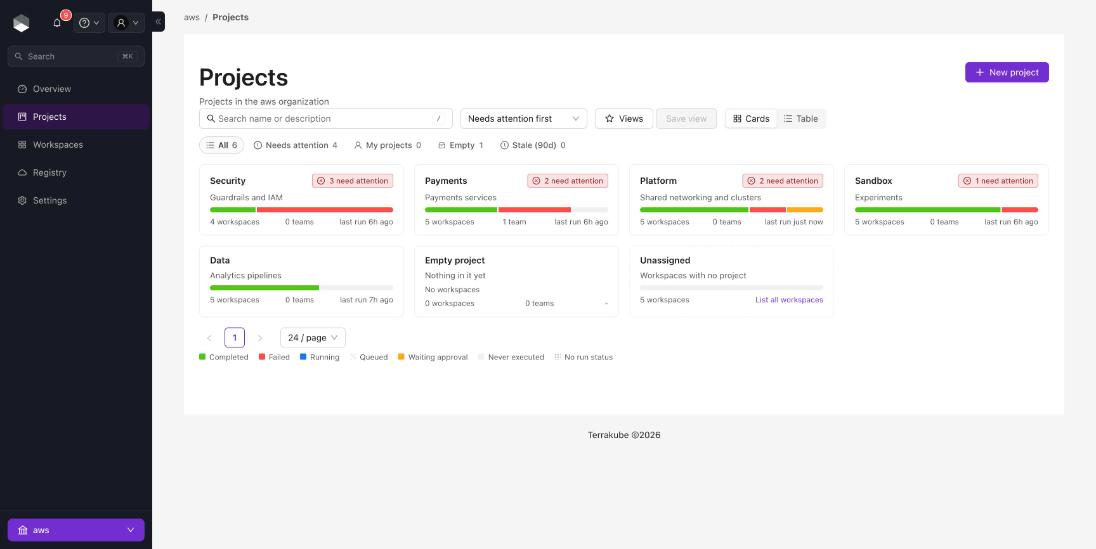 9
aws / Projects
Search ⌘K
Overview
Projects
Workspaces
Registry
Settings
aws
Projects
New project
Projects in the aws organization
Search name or description /
Needs attention first
Views
Save view
Cards
Table
All 6
Needs attention 4
My projects 0
Empty 1
Stale (90d) 0
Security
3 need attention
Guardrails and IAM
4 workspaces 0 teams last run 6h ago
Payments
2 need attention
Payments services
5 workspaces 1 team last run 6h ago
Platform
2 need attention
Shared networking and clusters
5 workspaces 0 teams last run just now
Sandbox
1 need attention
Experiments
5 workspaces 0 teams last run 6h ago
Data
Analytics pipelines
5 workspaces 0 teams last run 7h ago
Empty project
Nothing in it yet
No workspaces
0 workspaces 0 teams -
Unassigned
Workspaces with no project
5 workspaces List all workspaces
1
24 / page
Completed Failed Running Queued Waiting approval Never executed No run status
Terrakube ©2026